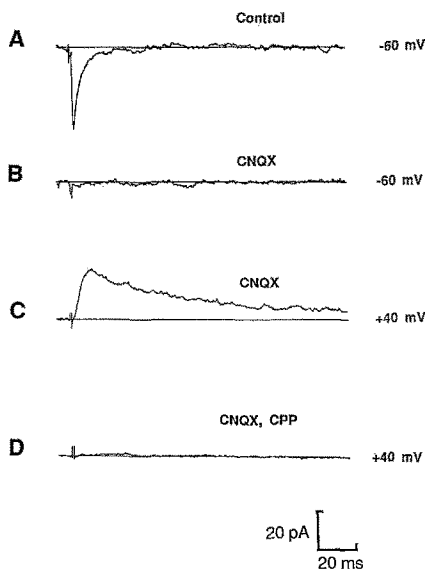 Control
A
-60 mV
CNQX
B
-60 mV
CNQX
C
+40 mV
CNQX, CPP
D
+40 mV
20 pA
20 ms